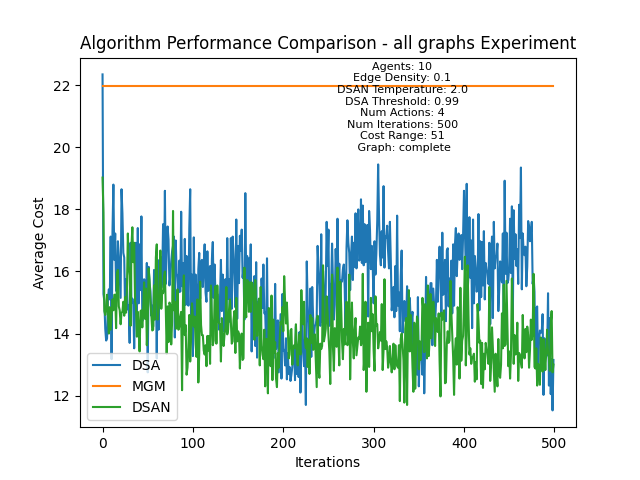 Algorithm Performance Comparison - all graphs Experiment
Agents: 10
Edge Density: 0.1
DSAN Temperature: 2.0
DSA Threshold: 0.99
Num Actions: 4
Num Iterations: 500
Cost Range: 51
Graph: complete
22
20
18
16
14
12
Average Cost
DSA
MGM
DSAN
0
100
200
300
400
500
Iterations